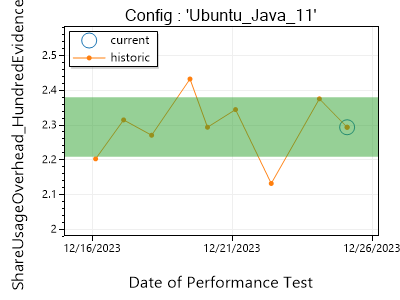 Config : 'Ubuntu_Java_11'
ShareUsageOverhead_HundredEvidence
current
historic
2.5
2.4
2.3
2.2
2.1
2
12/16/2023
12/21/2023
12/26/2023
Date of Performance Test